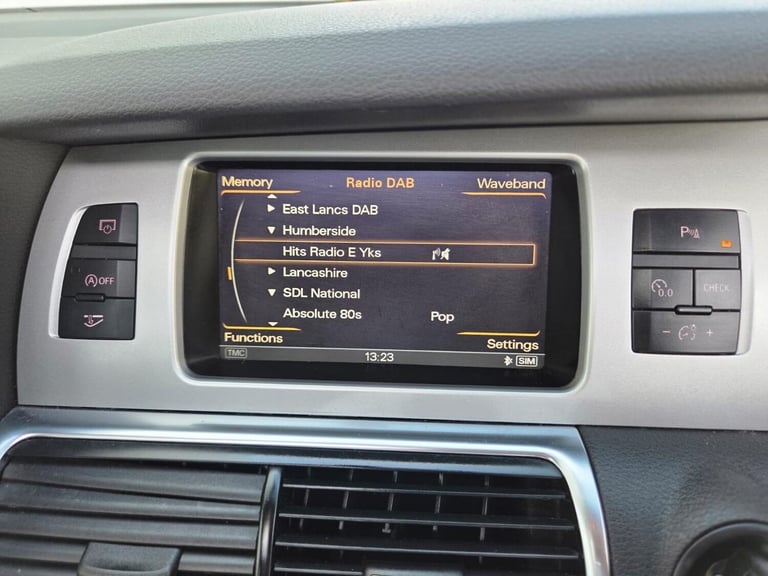 Memory
Radio DAB
Waveband
East Lancs DAB
Humberside
Hits Radio E Yks
Lancashire
SDL National
Absolute 80s Pop
Functions
Settings
TMC
13:23
SIM
A OFF
P
0.0
CHECK
- +